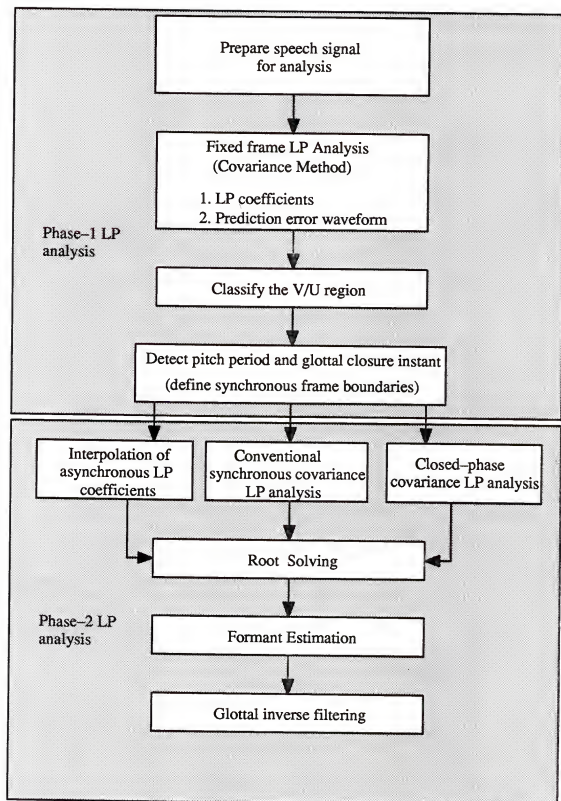 Prepare speech signal
for analysis
Fixed frame LP Analysis
(Covariance Method)
1. LP coefficients
2. Prediction error waveform
Phase–1 LP
analysis
Classify the V/U region
Detect pitch period and glottal closure instant
(define synchronous frame boundaries)
Interpolation of
asynchronous LP
coefficients
Conventional
synchronous covariance
LP analysis
Closed–phase
covariance LP analysis
Root Solving
Phase–2 LP
analysis
Formant Estimation
Glottal inverse filtering